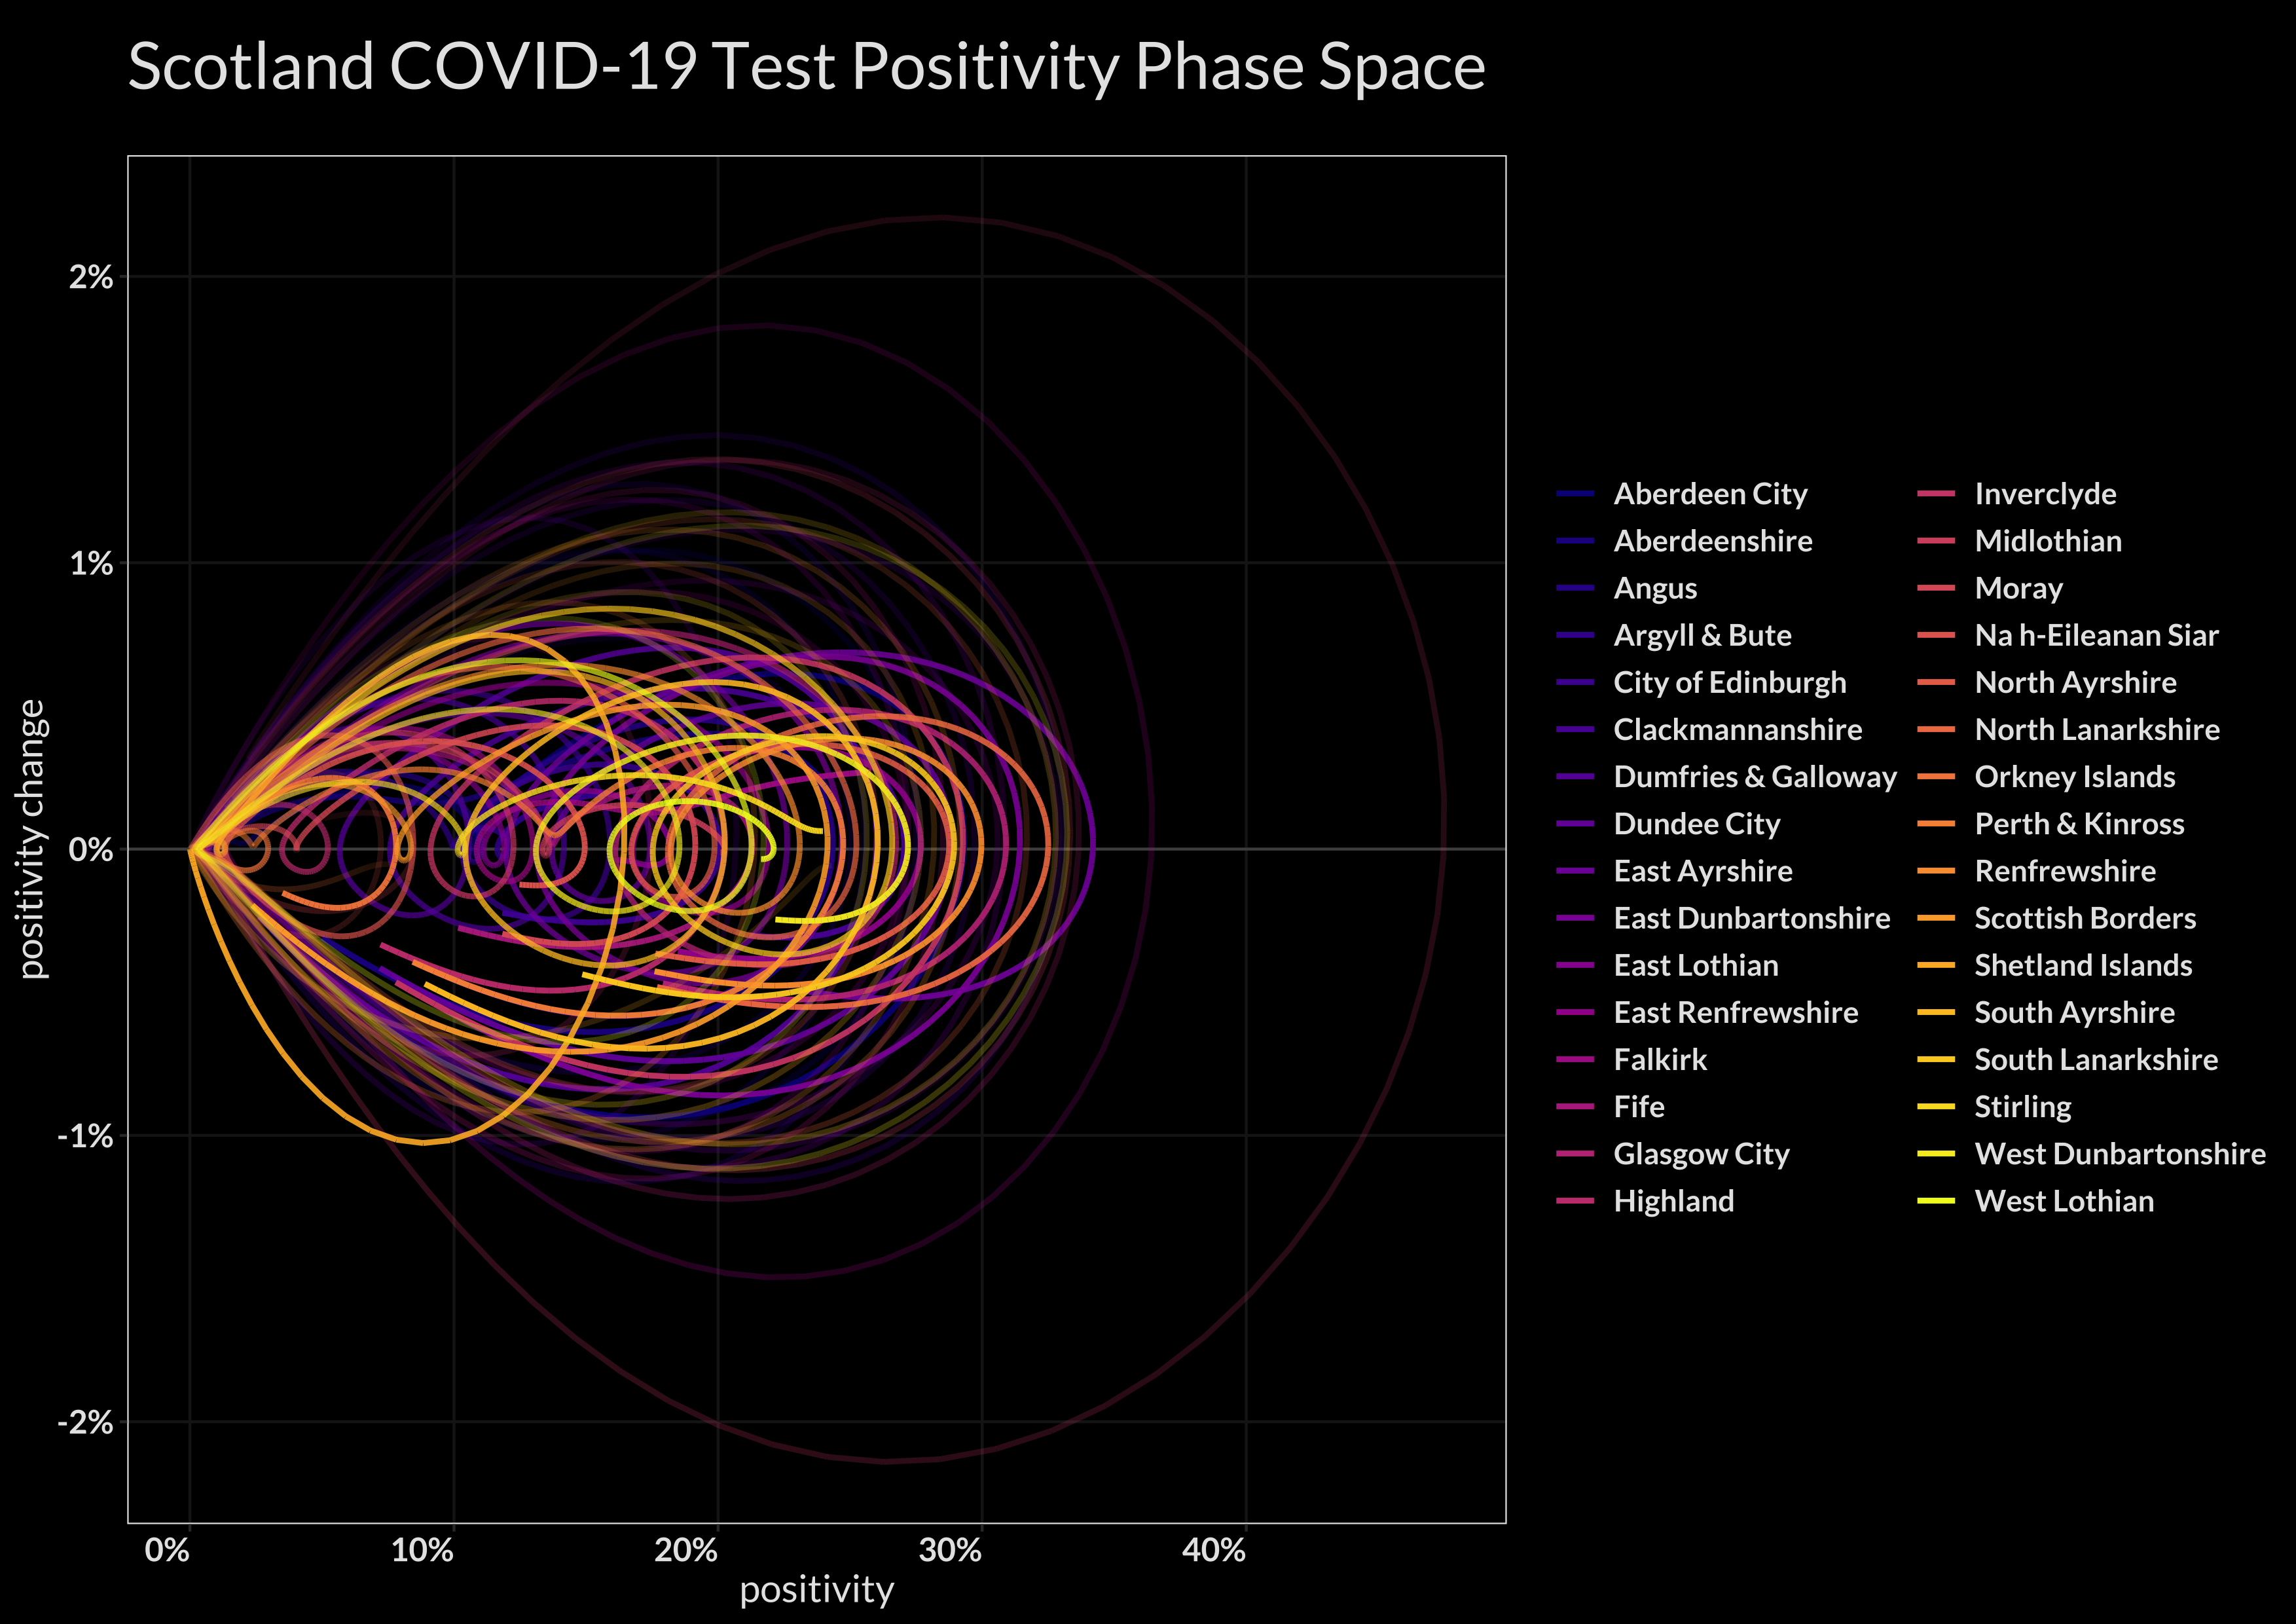 Scotland COVID-19 Test Positivity Phase Space
positivity change
2%
1%
0%
-1%
-2%
0%
10%
20%
30%
40%
positivity
Aberdeen City
Aberdeenshire
Angus
Argyll & Bute
City of Edinburgh
Clackmannanshire
Dumfries & Galloway
Dundee City
East Ayrshire
East Dunbartonshire
East Lothian
East Renfrewshire
Falkirk
Fife
Glasgow City
Highland
Inverclyde
Midlothian
Moray
Na h-Eileanan Siar
North Ayrshire
North Lanarkshire
Orkney Islands
Perth & Kinross
Renfrewshire
Scottish Borders
Shetland Islands
South Ayrshire
South Lanarkshire
Stirling
West Dunbartonshire
West Lothian